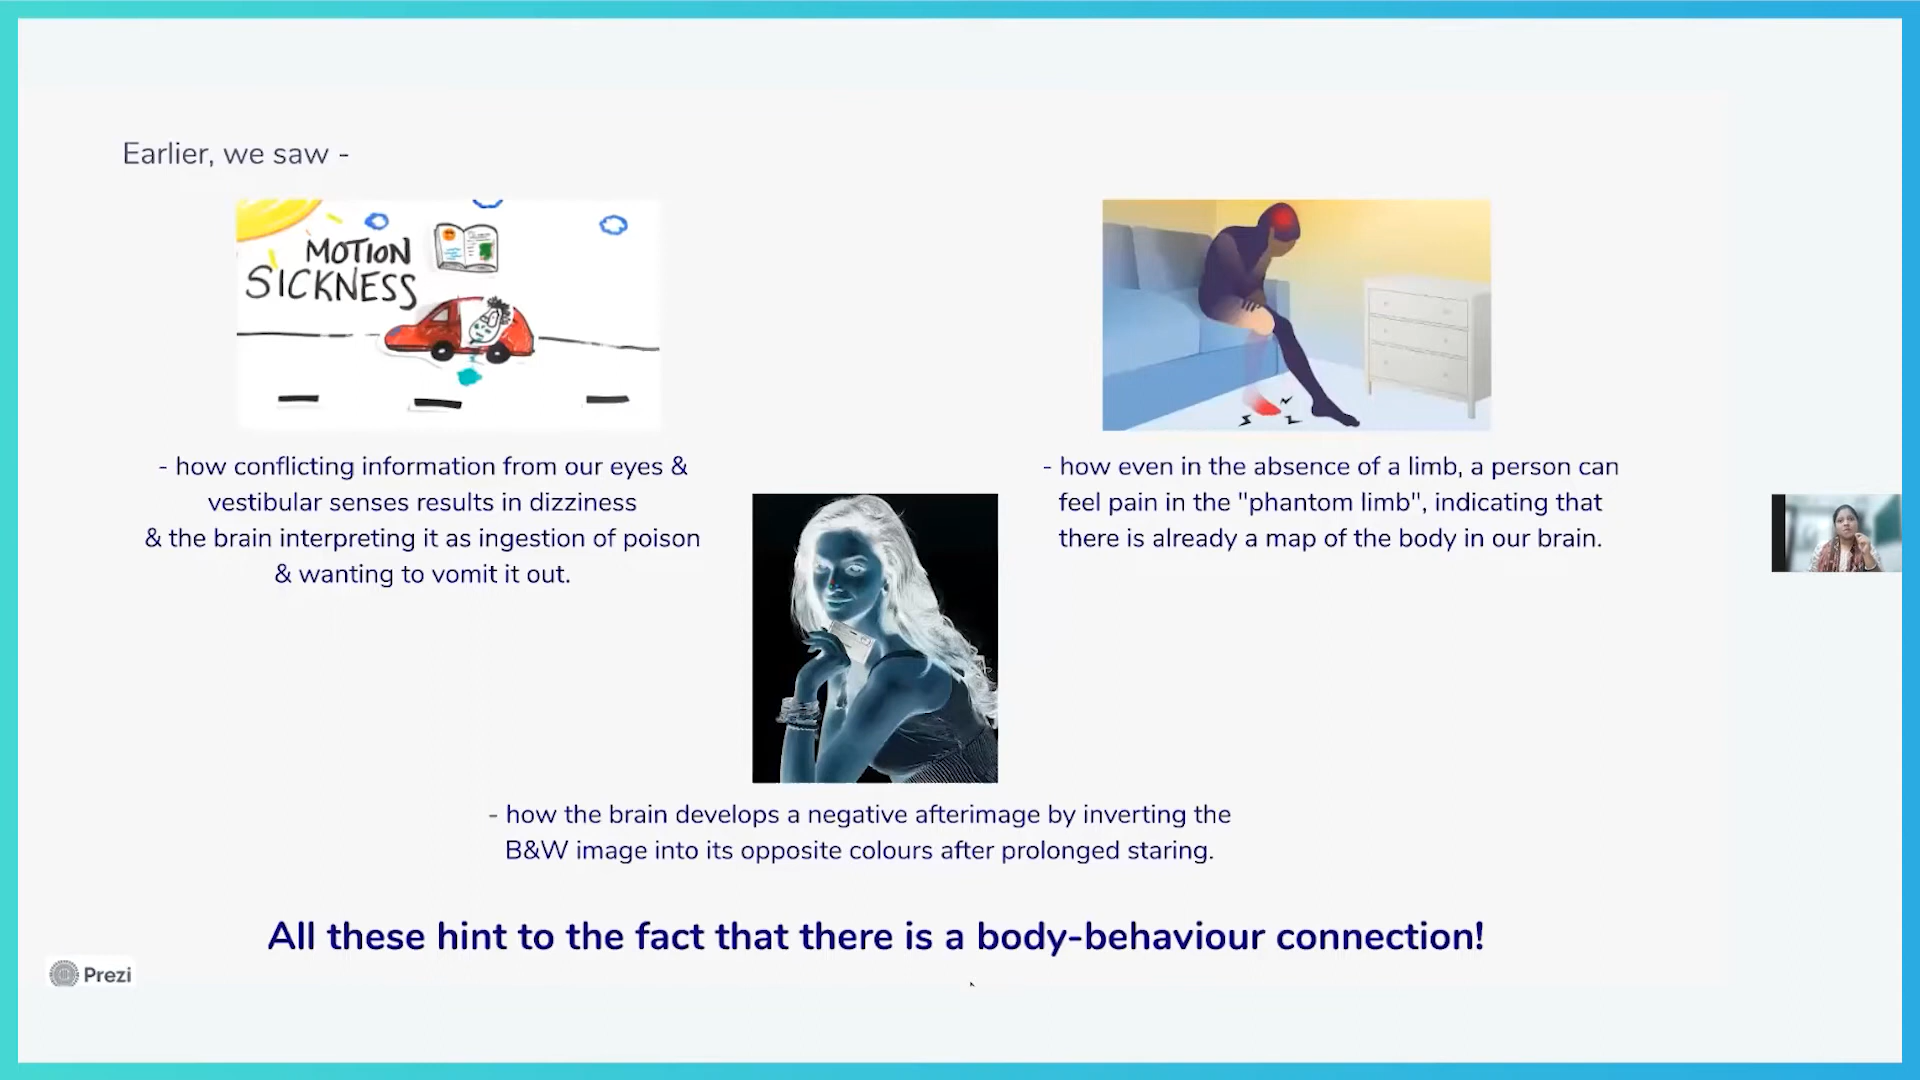 Earlier, we saw -
MOTION
SICKNESS
- how conflicting information from our eyes &
vestibular senses results in dizziness
& the brain interpreting it as ingestion of poison
& wanting to vomit it out.
- how even in the absence of a limb, a person can
feel pain in the "phantom limb", indicating that
there is already a map of the body in our brain.
- how the brain develops a negative afterimage by inverting the
B&W image into its opposite colours after prolonged staring.
All these hint to the fact that there is a body-behaviour connection!
Prezi